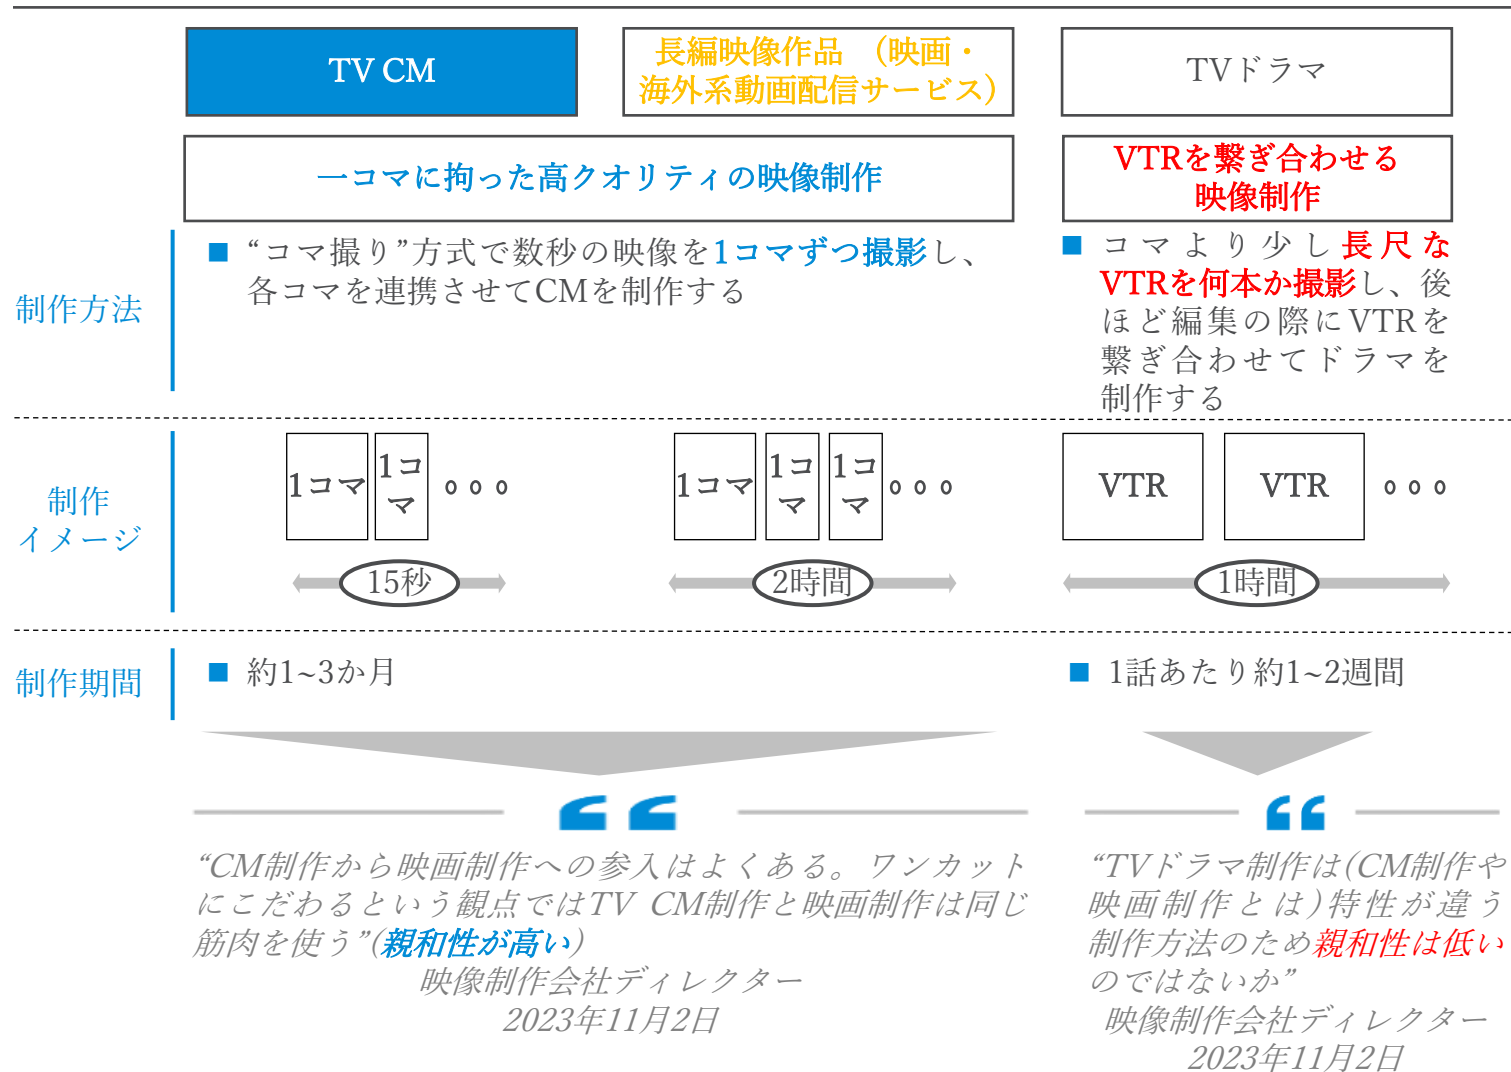 TV CM
長編映像作品 （映画・
海外系動画配信サービス）
TVドラマ
一コマに拘った高クオリティの映像制作
VTRを繋ぎ合わせる
映像制作
制作方法
“コマ撮り”方式で数秒の映像を1コマずつ撮影し、
各コマを連携させてCMを制作する
コマより少し長尺な
VTRを何本か撮影し、後
ほど編集の際にVTRを
繋ぎ合わせてドラマを
制作する
制作
イメージ
1コマ
1コ
マ
。。。
15秒
1コマ
1コ
マ
1コ
マ
。。。
2時間
VTR
VTR
。。。
1時間
制作期間
約1~3か月
1話あたり約1~2週間
“CM制作から映画制作への参入はよくある。ワンカット
にこだわるという観点ではTV CM制作と映画制作は同じ
筋肉を使う”(親和性が高い)
映像制作会社ディレクター
2023年11月2日
“TVドラマ制作は(CM制作や
映画制作とは)特性が違う
制作方法のため親和性は低い
のではないか”
映像制作会社ディレクター
2023年11月2日